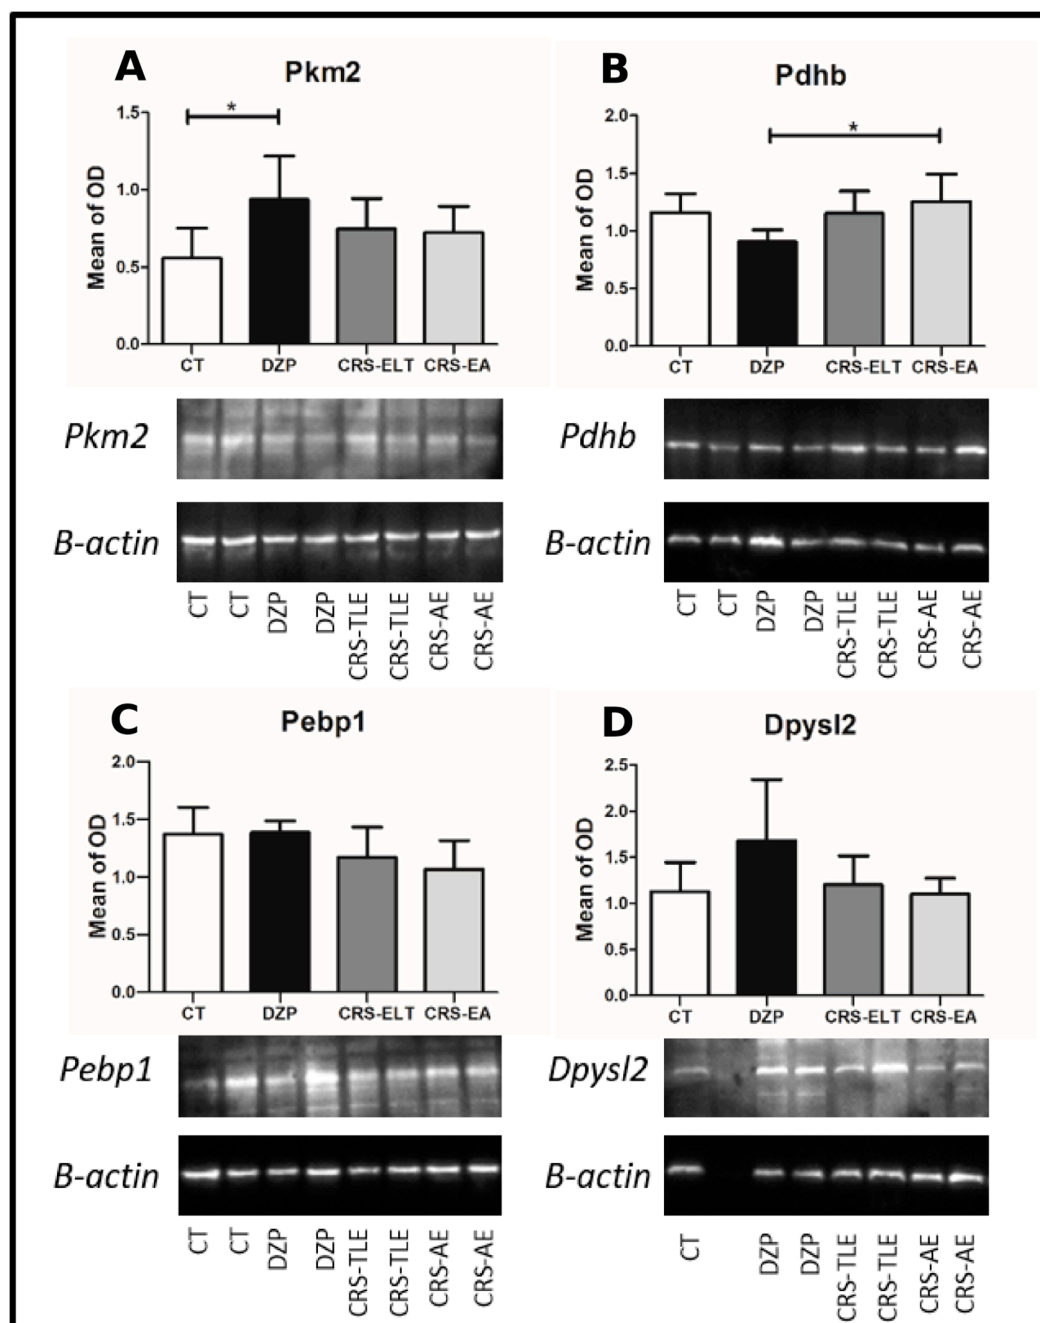 A
Pkm2
Mean of OD
1.5
1.0
0.5
0.0
*
CT DZP CRS-ELT CRS-EA
Pkm2
B-actin
CT CT DZP DZP CRS-TLE CRS-TLE CRS-AE CRS-AE
B
Pdhb
Mean of OD
2.0
1.5
1.0
0.5
0.0
*
CT DZP CRS-ELT CRS-EA
Pdhb
B-actin
CT CT DZP DZP CRS-TLE CRS-TLE CRS-AE CRS-AE
C
Pebp1
Mean of OD
2.0
1.5
1.0
0.5
0.0
CT DZP CRS-ELT CRS-EA
Pebp1
B-actin
CT CT DZP DZP CRS-TLE CRS-TLE CRS-AE CRS-AE
D
Dpysl2
Mean of OD
2.5
2.0
1.5
1.0
0.5
0.0
CT DZP CRS-ELT CRS-EA
Dpysl2
B-actin
CT DZP DZP CRS-TLE CRS-TLE CRS-AE CRS-AE